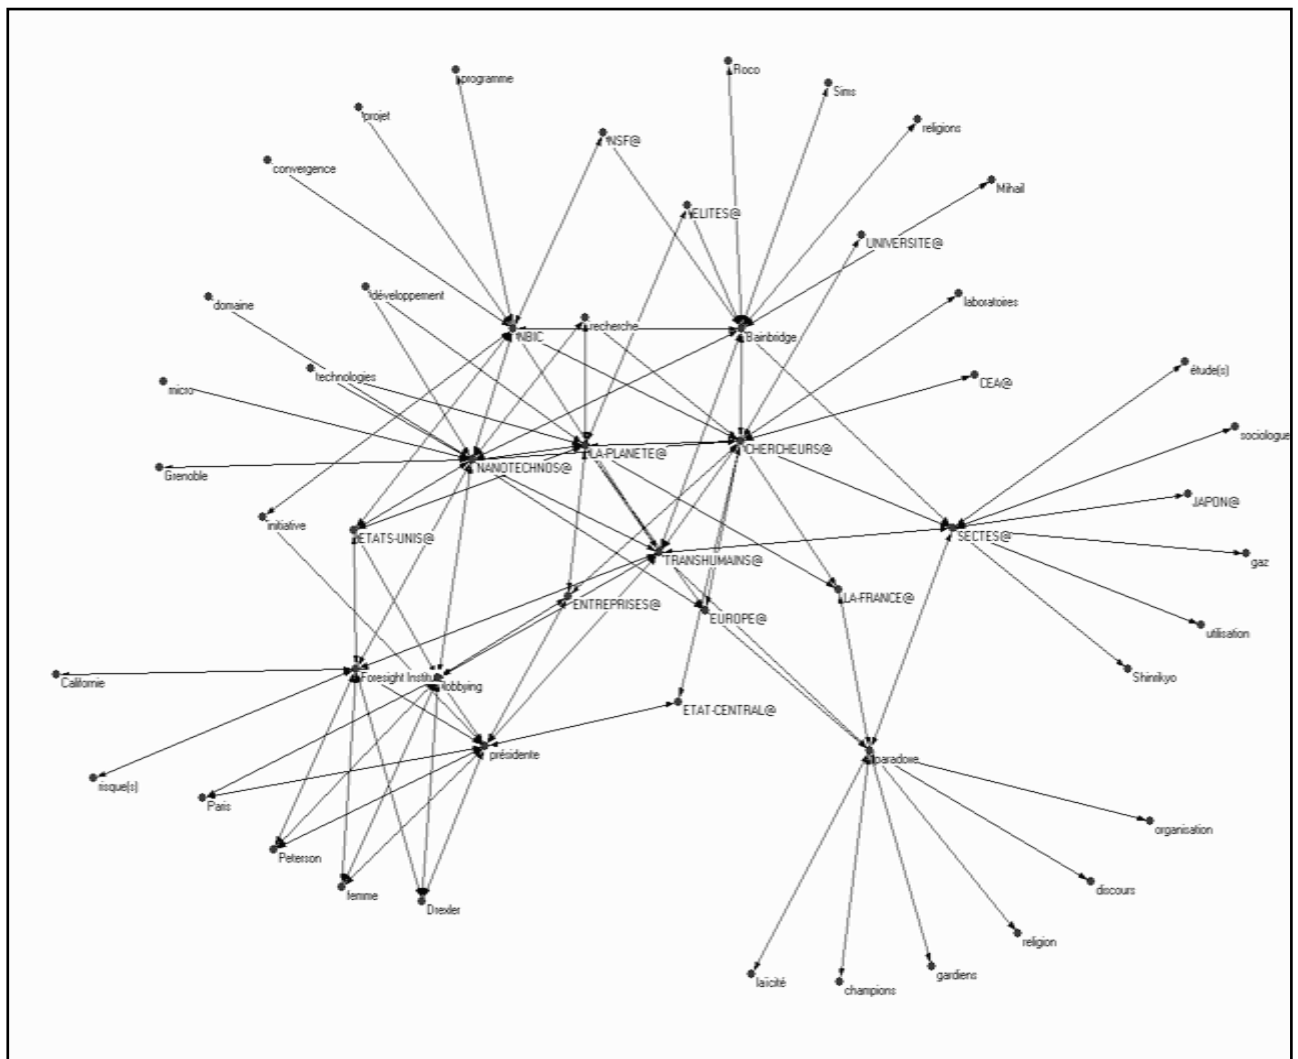 Roco
programme
Sims
projet
religions
NSF@
convergence
Mihail
ELITES@
UNIVERSITE@
développement
laboratoires
domaine
recherche
NBIC
Bainbridge
étude(s)
technologies
CEA@
micro
sociologue
CHERCHEURS@
LA-PLANETE@
NANOTECHNOS@
Grenoble
JAPON@
initiative
ETATS-UNIS@
SECTES@
TRANSHUMAINS@
gaz
LA-FRANCE@
ENTREPRISES@
EUROPE@
utilisation
Foresight Institute
Shinrikyo
Californie
lobbying
ETAT-CENTRAL@
présidente
paradoxe
risque(s)
Paris
organisation
Peterson
discours
femme
Drexler
religion
gardiens
laïcité
champions